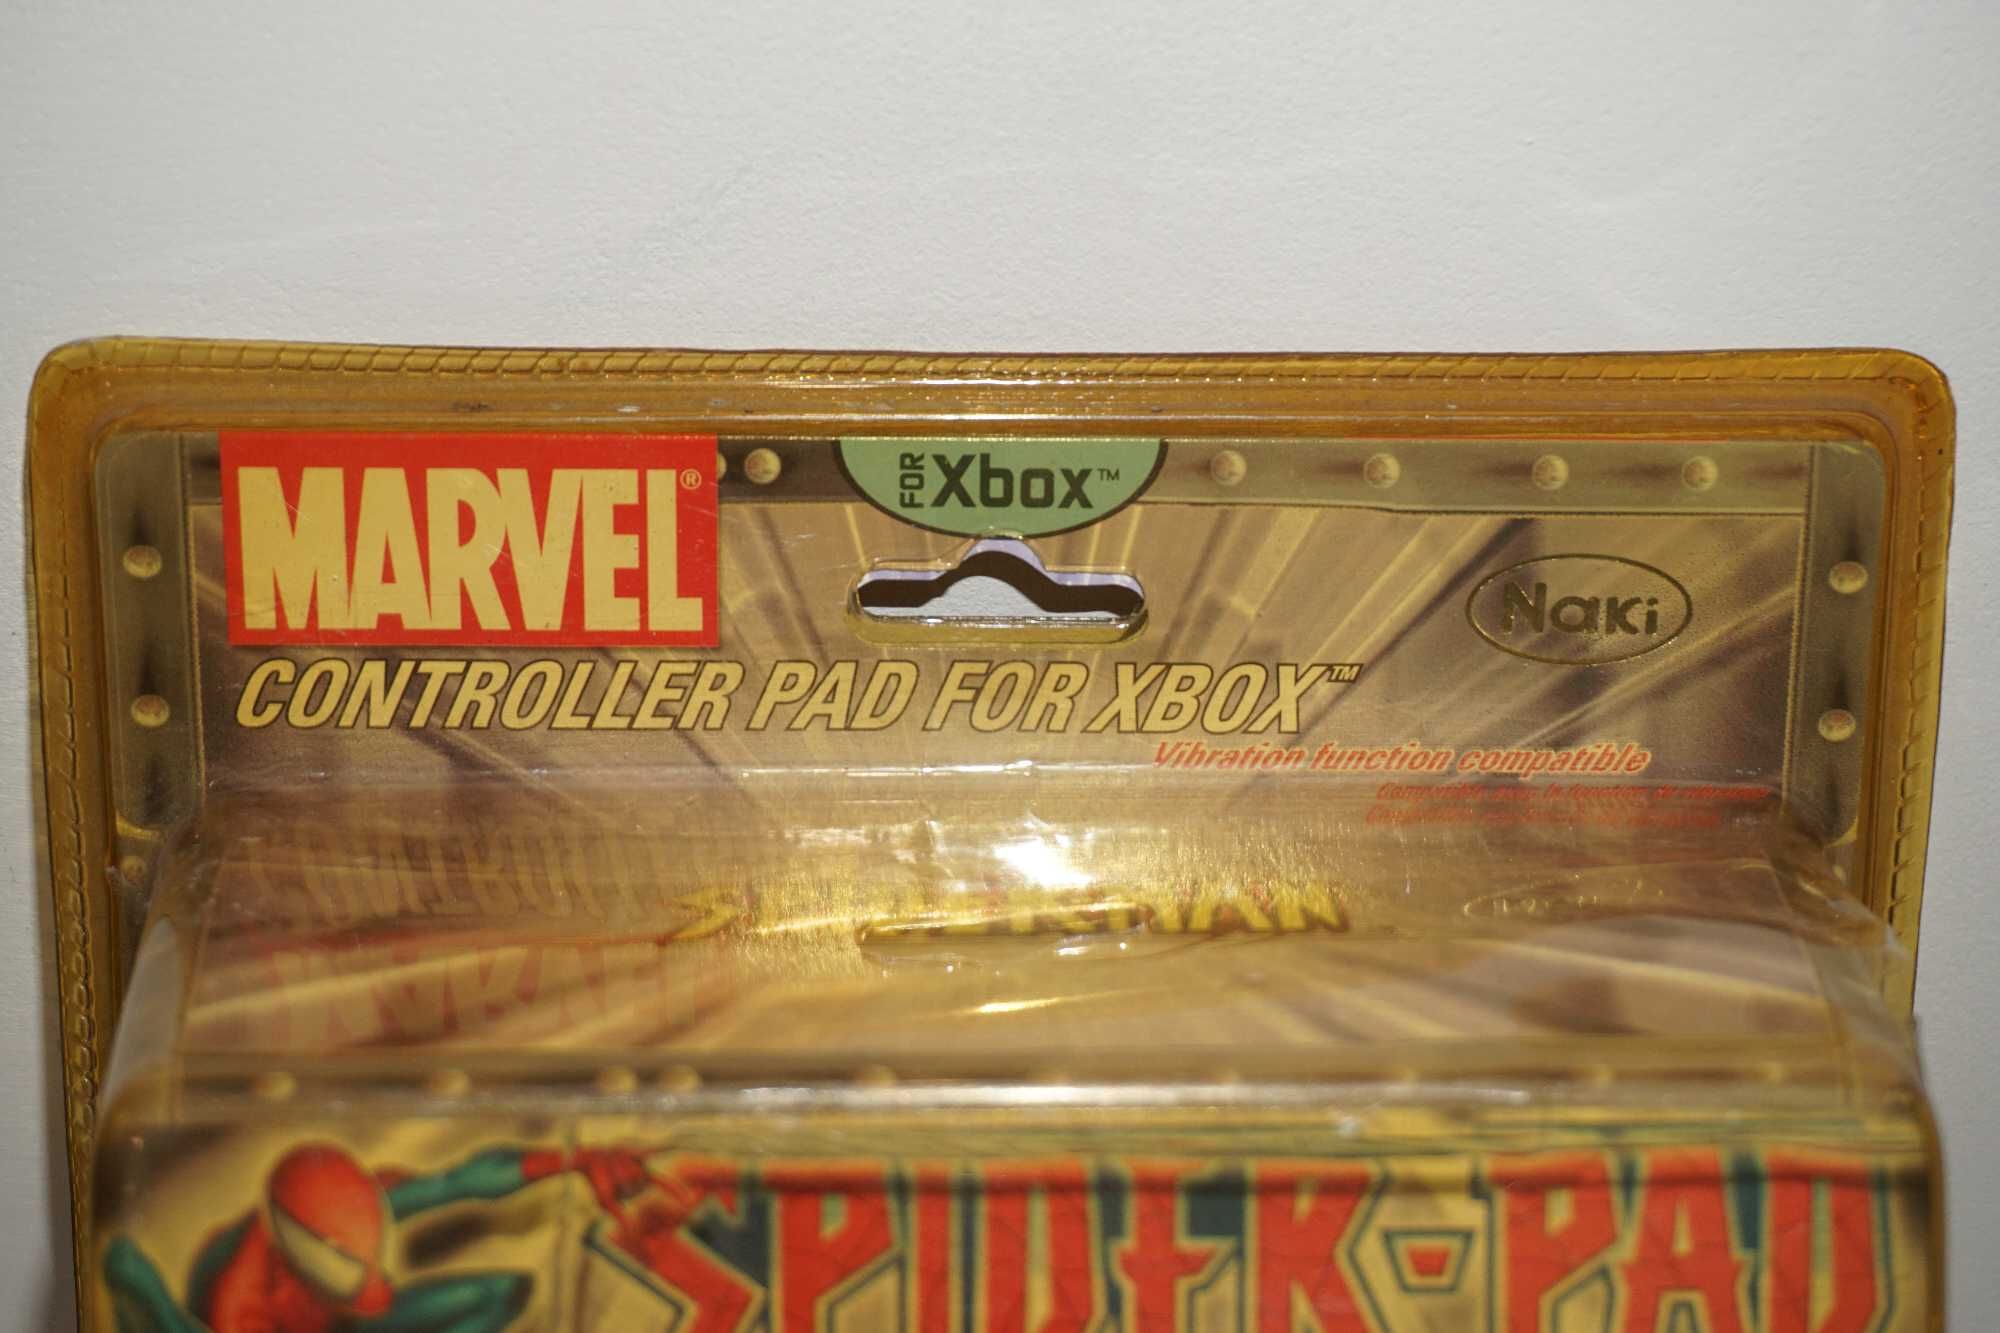 MARVEL®
FOR Xbox™
Naki
CONTROLLER PAD FOR XBOX™
Vibration function compatible
SPIDER-PAD